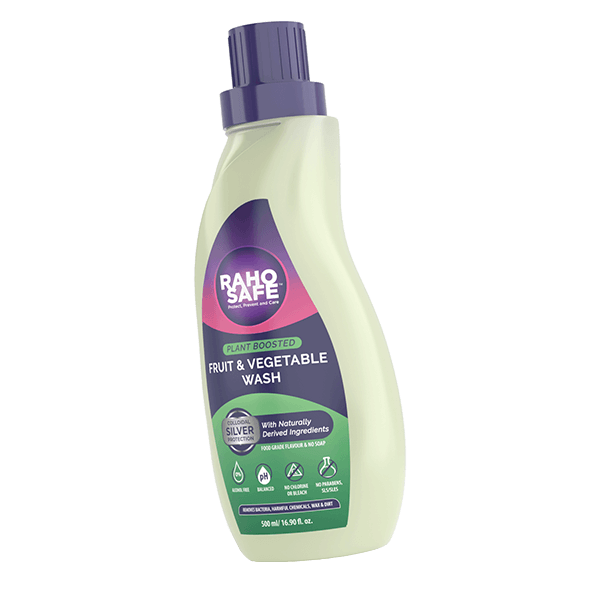 RAHO
SAFE™
Protect, Prevent and Care
PLANT BOOSTED
FRUIT & VEGETABLE
WASH
COLLOIDAL
SILVER
PROTECTION
With Naturally
Derived Ingredients
FOOD GRADE FLAVOUR & NO SOAP
0%
ALCOHOL FREE
pH
BALANCED
NO CHLORINE
OR BLEACH
NO PARABENS,
SLS/SLES
REMOVES BACTERIA, HARMFUL, CHEMICALS, WAX & DIRT
500 ml/ 16.90 fl. oz.